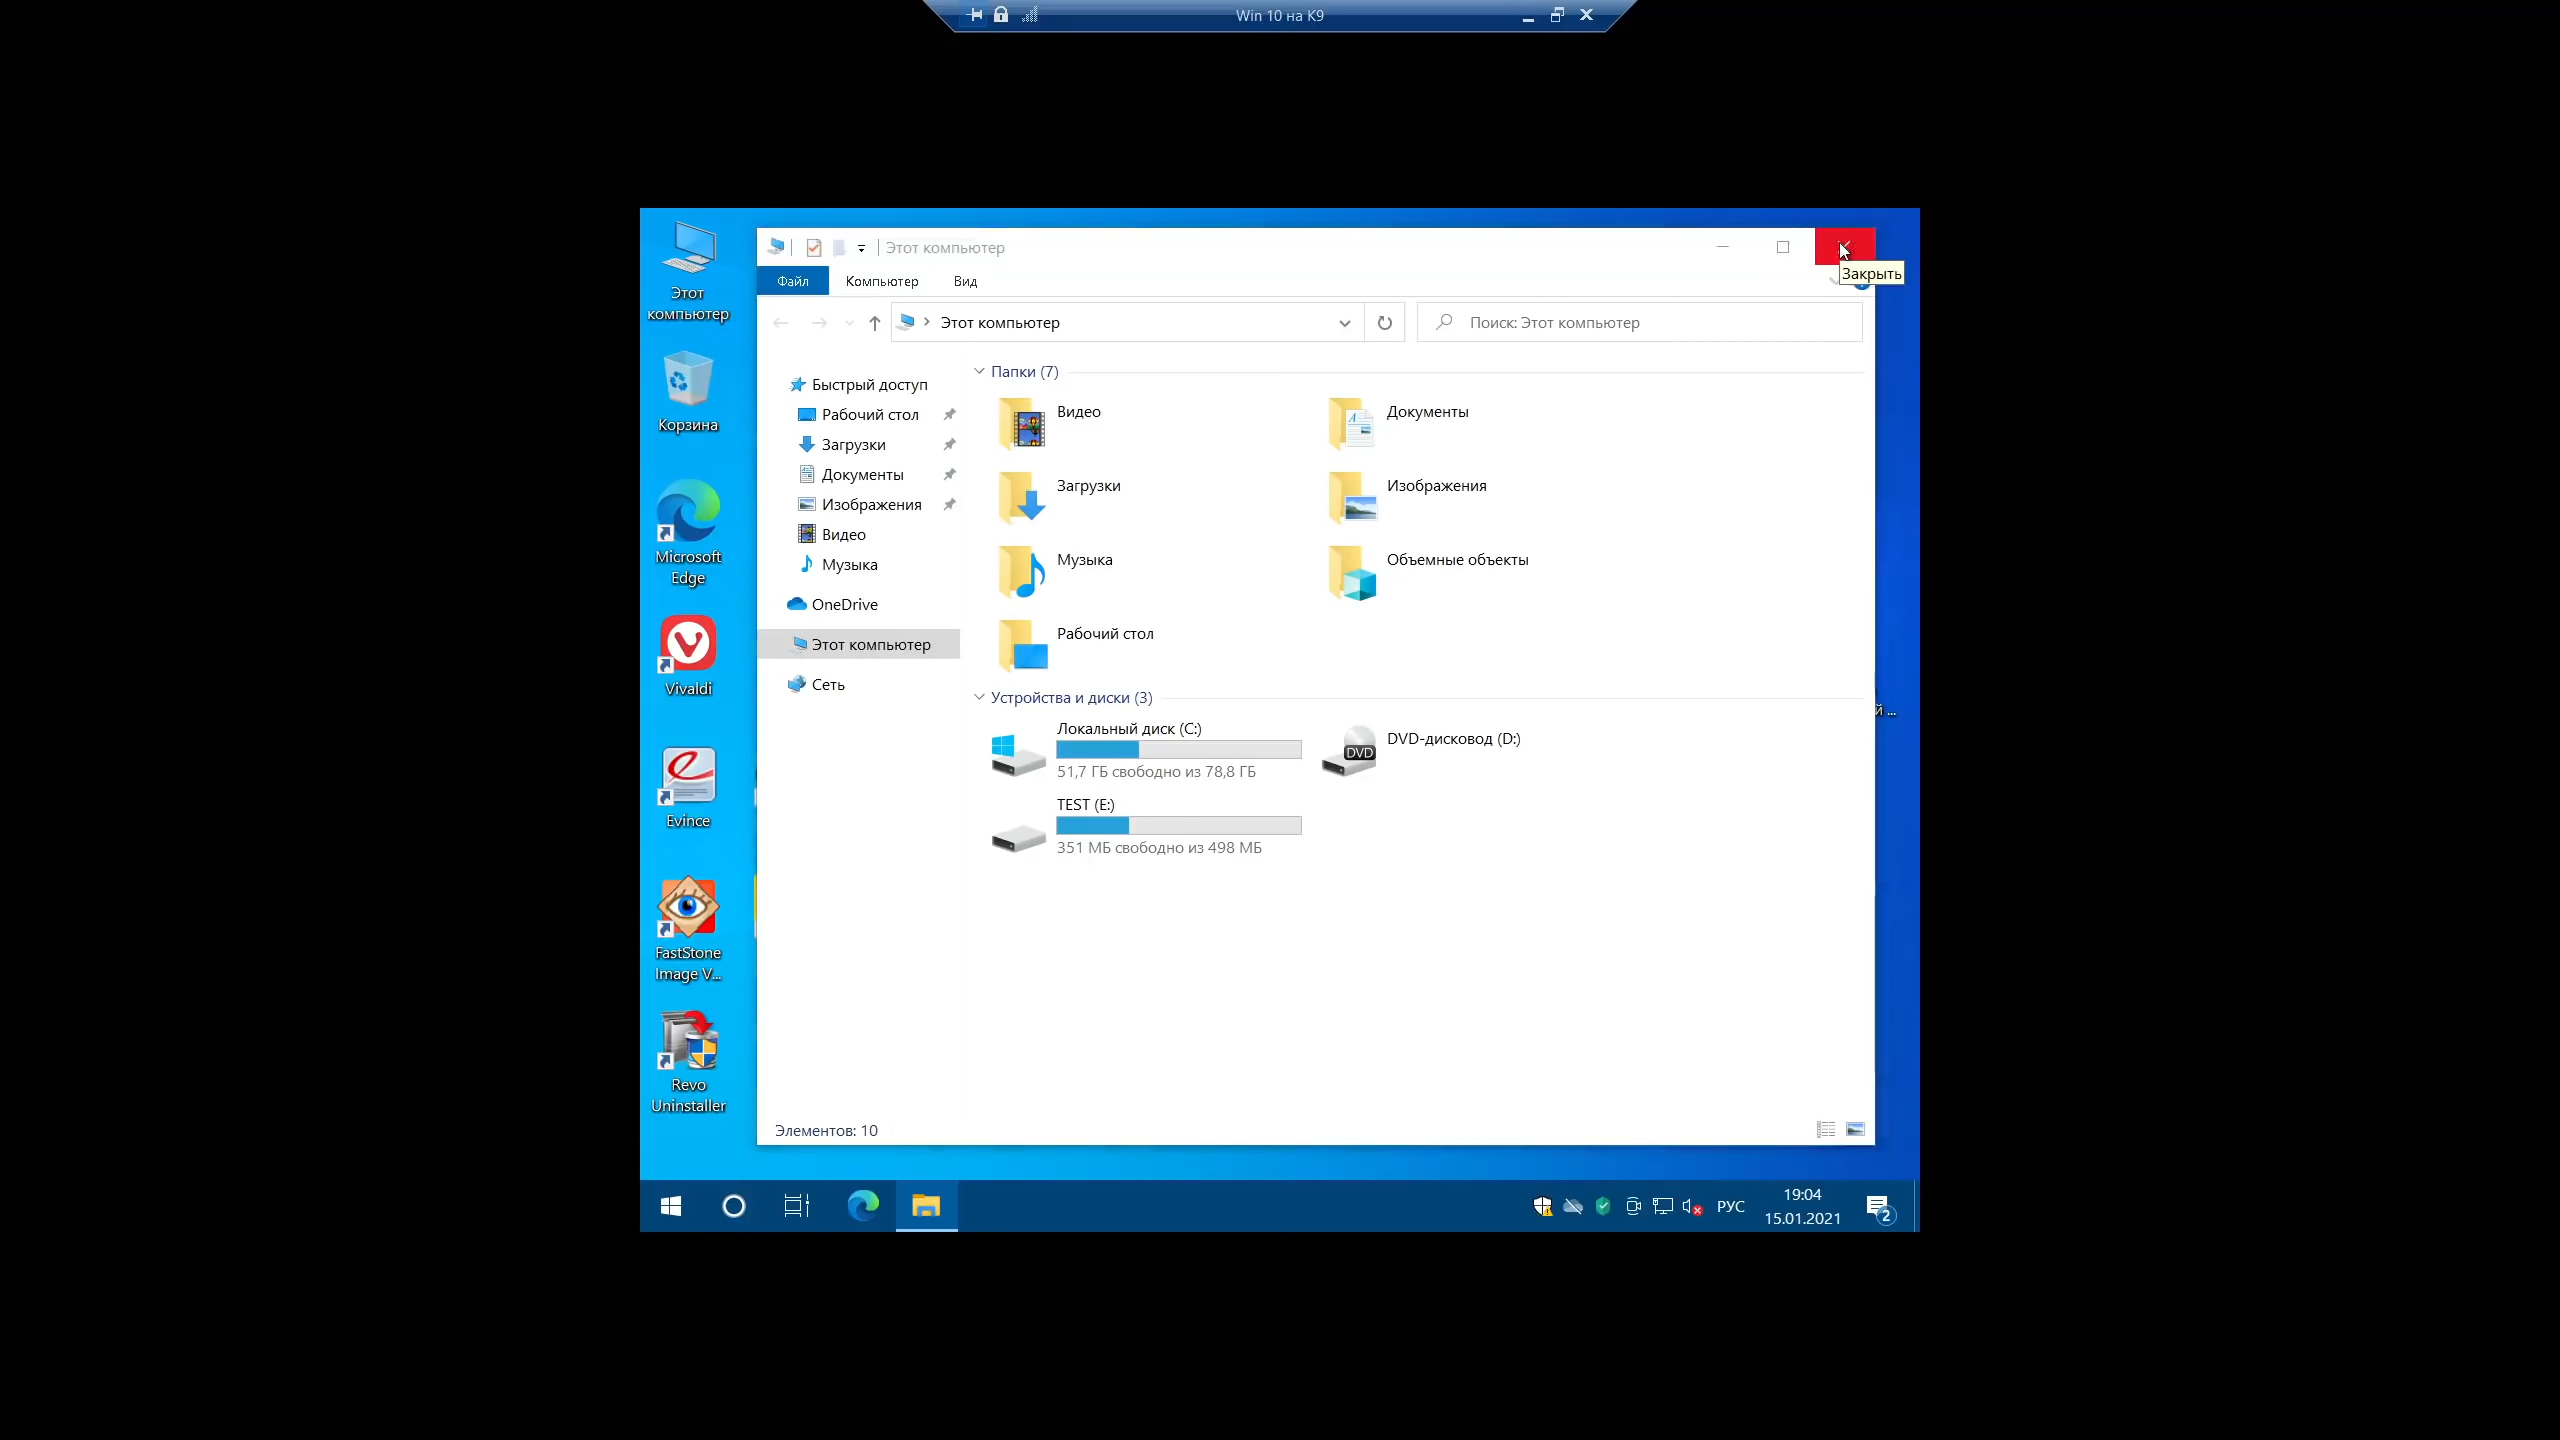 Win 10 на K9
Этот
компьютер
Корзина
Microsoft
Edge
Vivaldi
Evince
FastStone
Image V...
Revo
Uninstaller
Этот компьютер
Закрыть
Файл
Компьютер
Вид
Этот компьютер
Поиск: Этот компьютер
Быстрый доступ
Рабочий стол
Загрузки
Документы
Изображения
Видео
Музыка
OneDrive
Этот компьютер
Сеть
Папки (7)
Видео
Документы
Загрузки
Изображения
Музыка
Объемные объекты
Рабочий стол
Устройства и диски (3)
Локальный диск (C:)
51,7 ГБ свободно из 78,8 ГБ
DVD
DVD-дисковод (D:)
TEST (E:)
351 МБ свободно из 498 МБ
й ...
Элементов: 10
РУС
19:04
15.01.2021
2